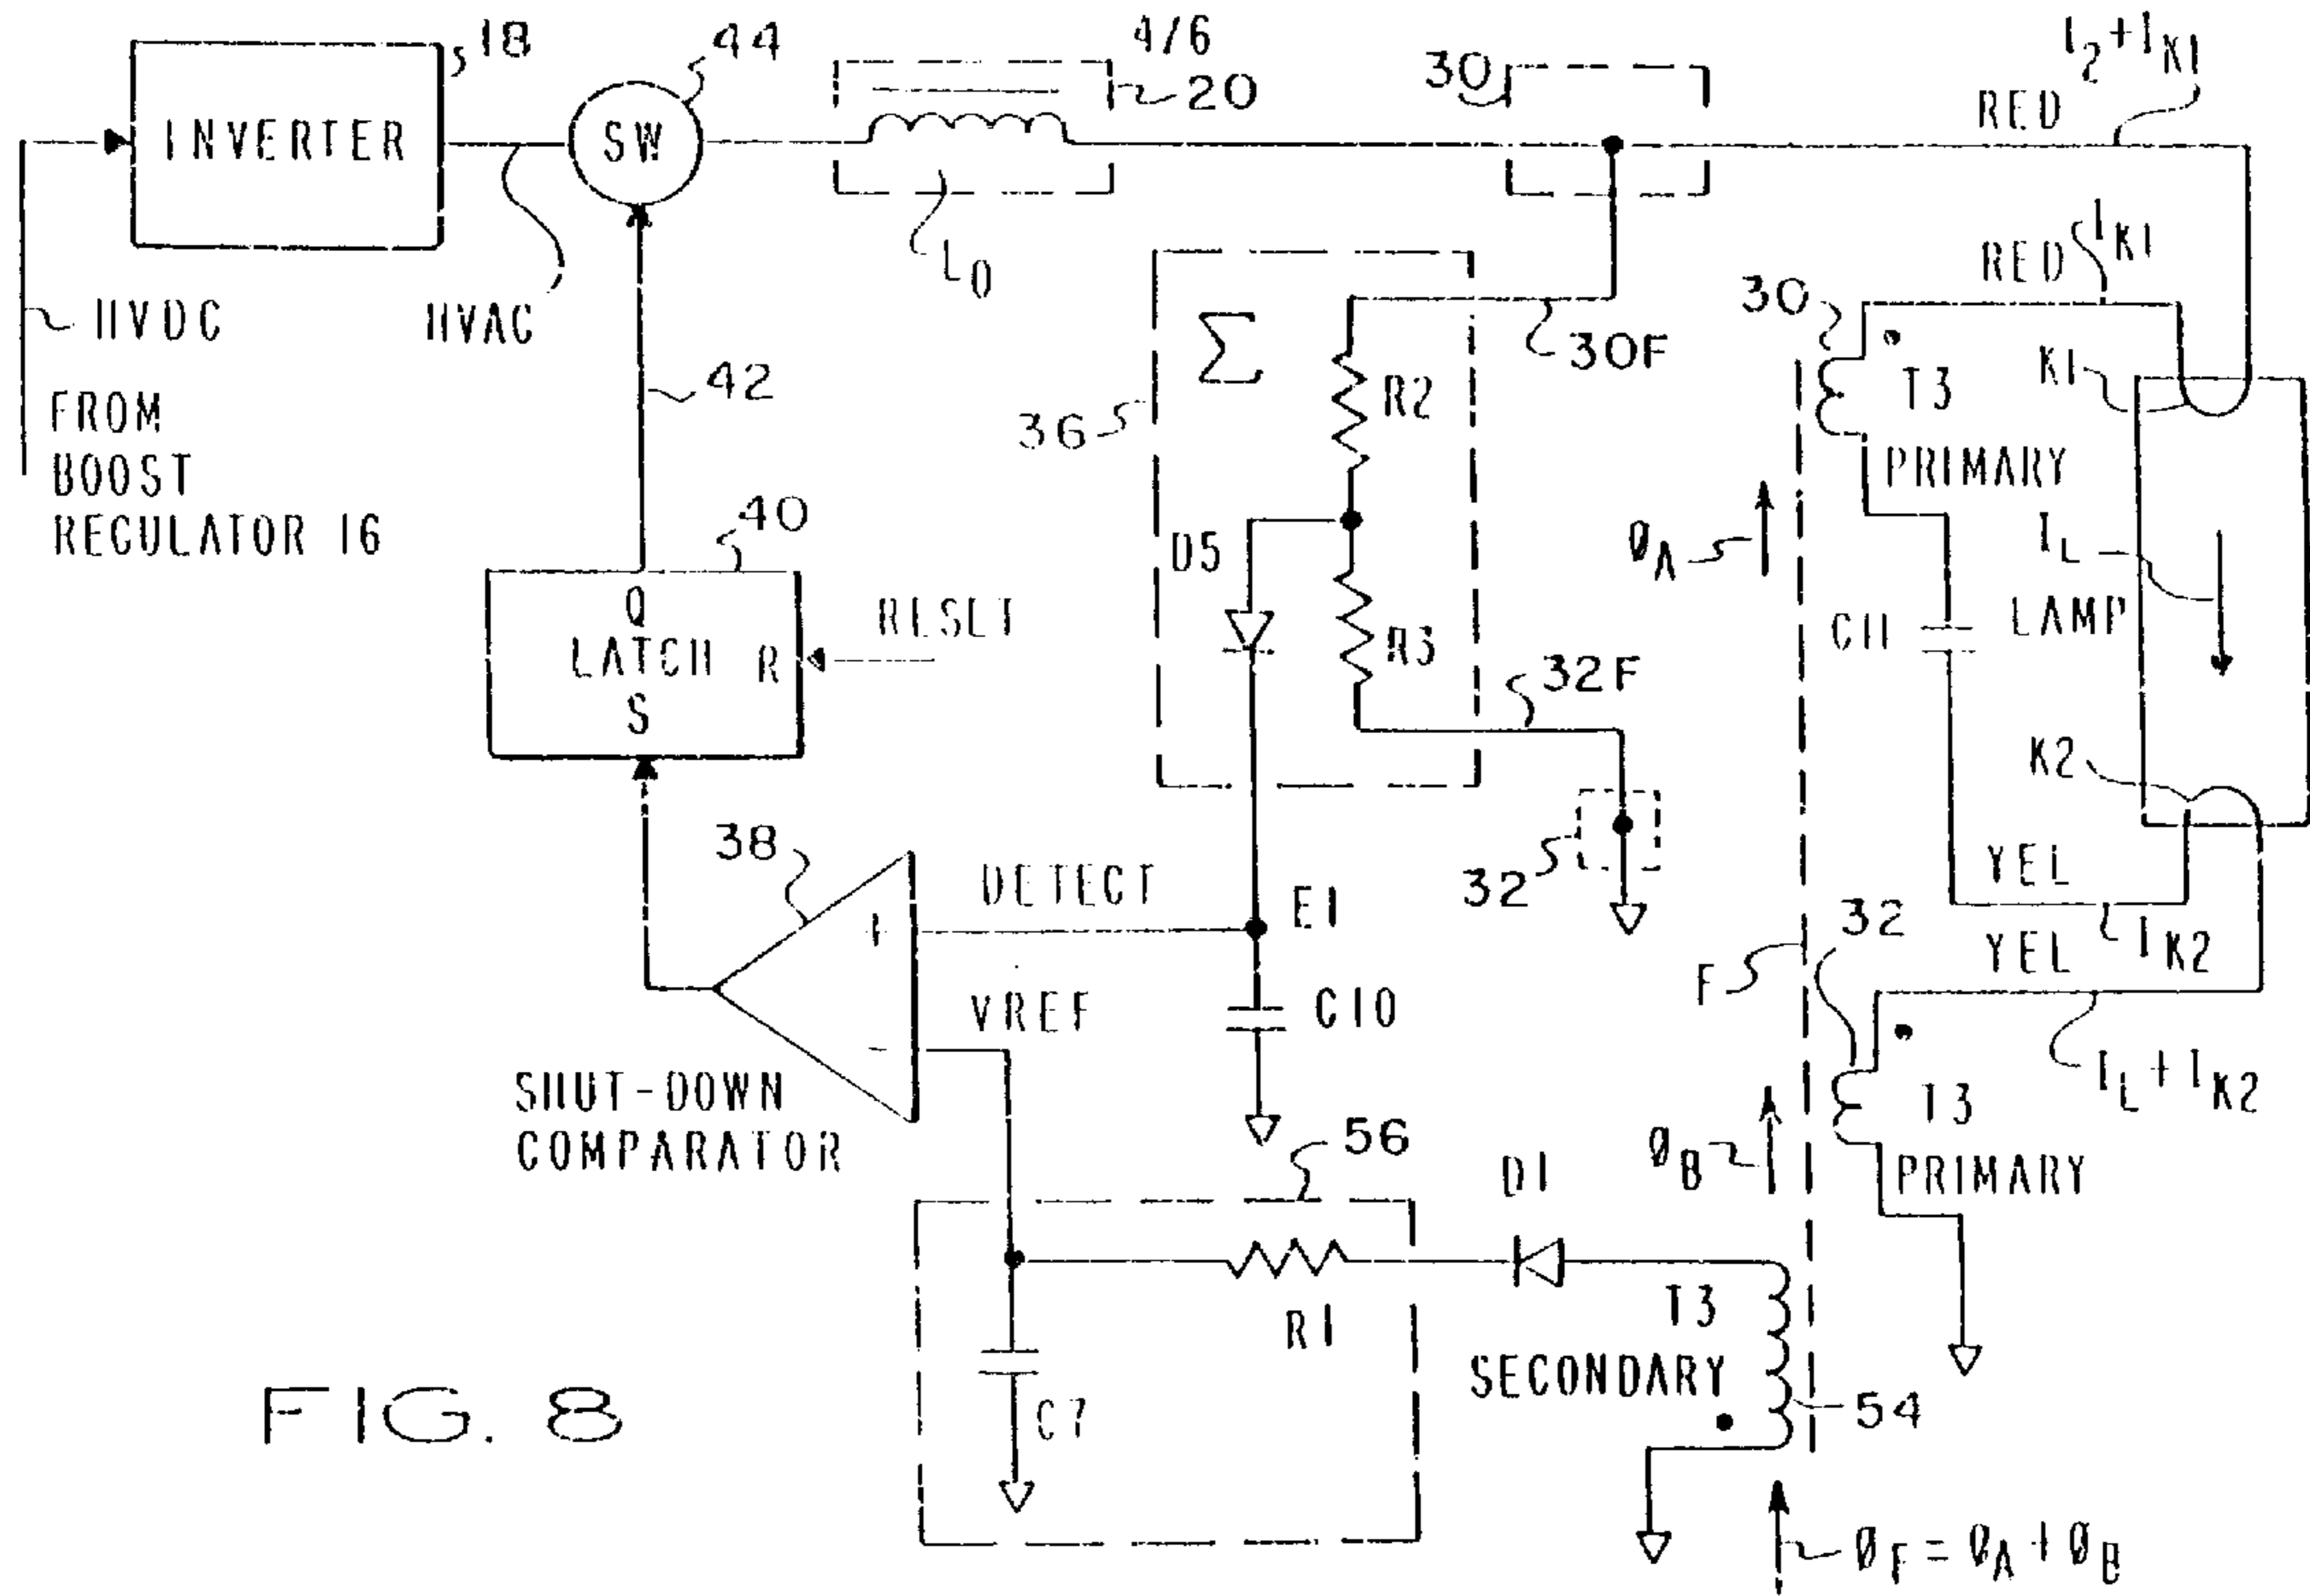 18
44
4/6
20
30
I2 + IK1
RED
INVERTER
SW
L0
HVDC
HVAC
FROM
BOOST
REGULATOR 16
42
36
Σ
R2
30F
RED
IK1
30
K1
T3
PRIMARY
ØA
IL
LAMP
C11
40
Q
LATCH
R
S
RESET
D5
R3
32F
32
K2
YEL
IK2
YEL
32
F
38
DETECT
E1
+
VREF
-
C10
SHUT-DOWN
COMPARATOR
IL + IK2
T3
PRIMARY
ØB
56
D1
R1
C7
T3
SECONDARY
54
ØF = ØA + ØB
FIG. 8